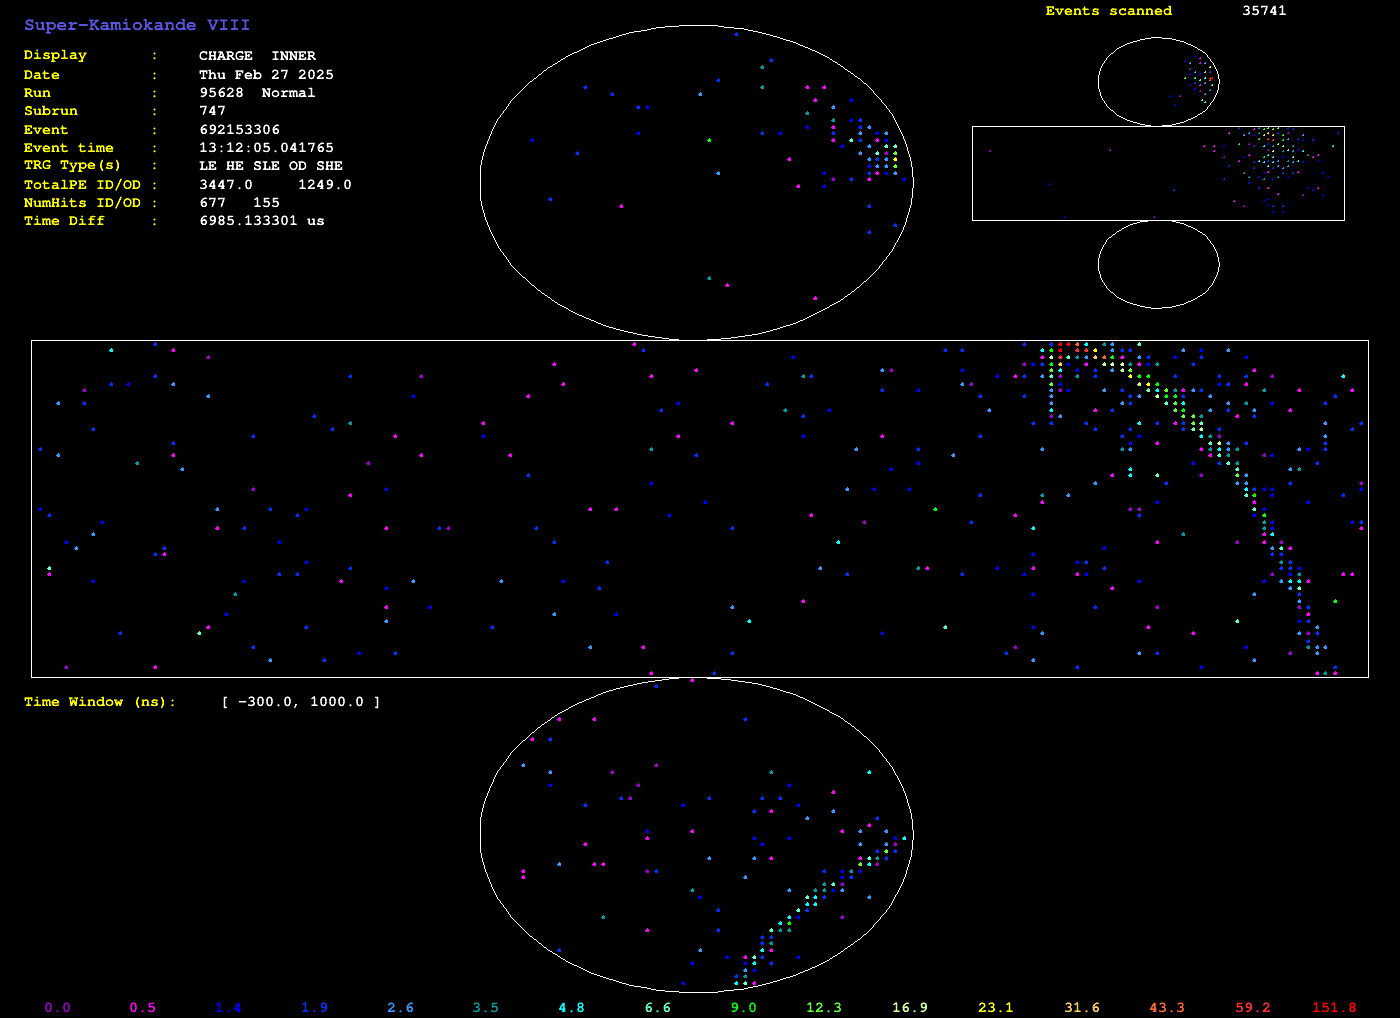 Super-Kamiokande VIII
Events scanned 35741
Display : CHARGE INNER
Date : Thu Feb 27 2025
Run : 95628 Normal
Subrun : 747
Event : 692153306
Event time : 13:12:05.041765
TRG Type(s) : LE HE SLE OD SHE
TotalPE ID/OD : 3447.0 1249.0
NumHits ID/OD : 677 155
Time Diff : 6985.133301 us
Time Window (ns): [ −300.0, 1000.0 ]
0.0 0.5 1.4 1.9 2.6 3.5 4.8 6.6 9.0 12.3 16.9 23.1 31.6 43.3 59.2 151.8